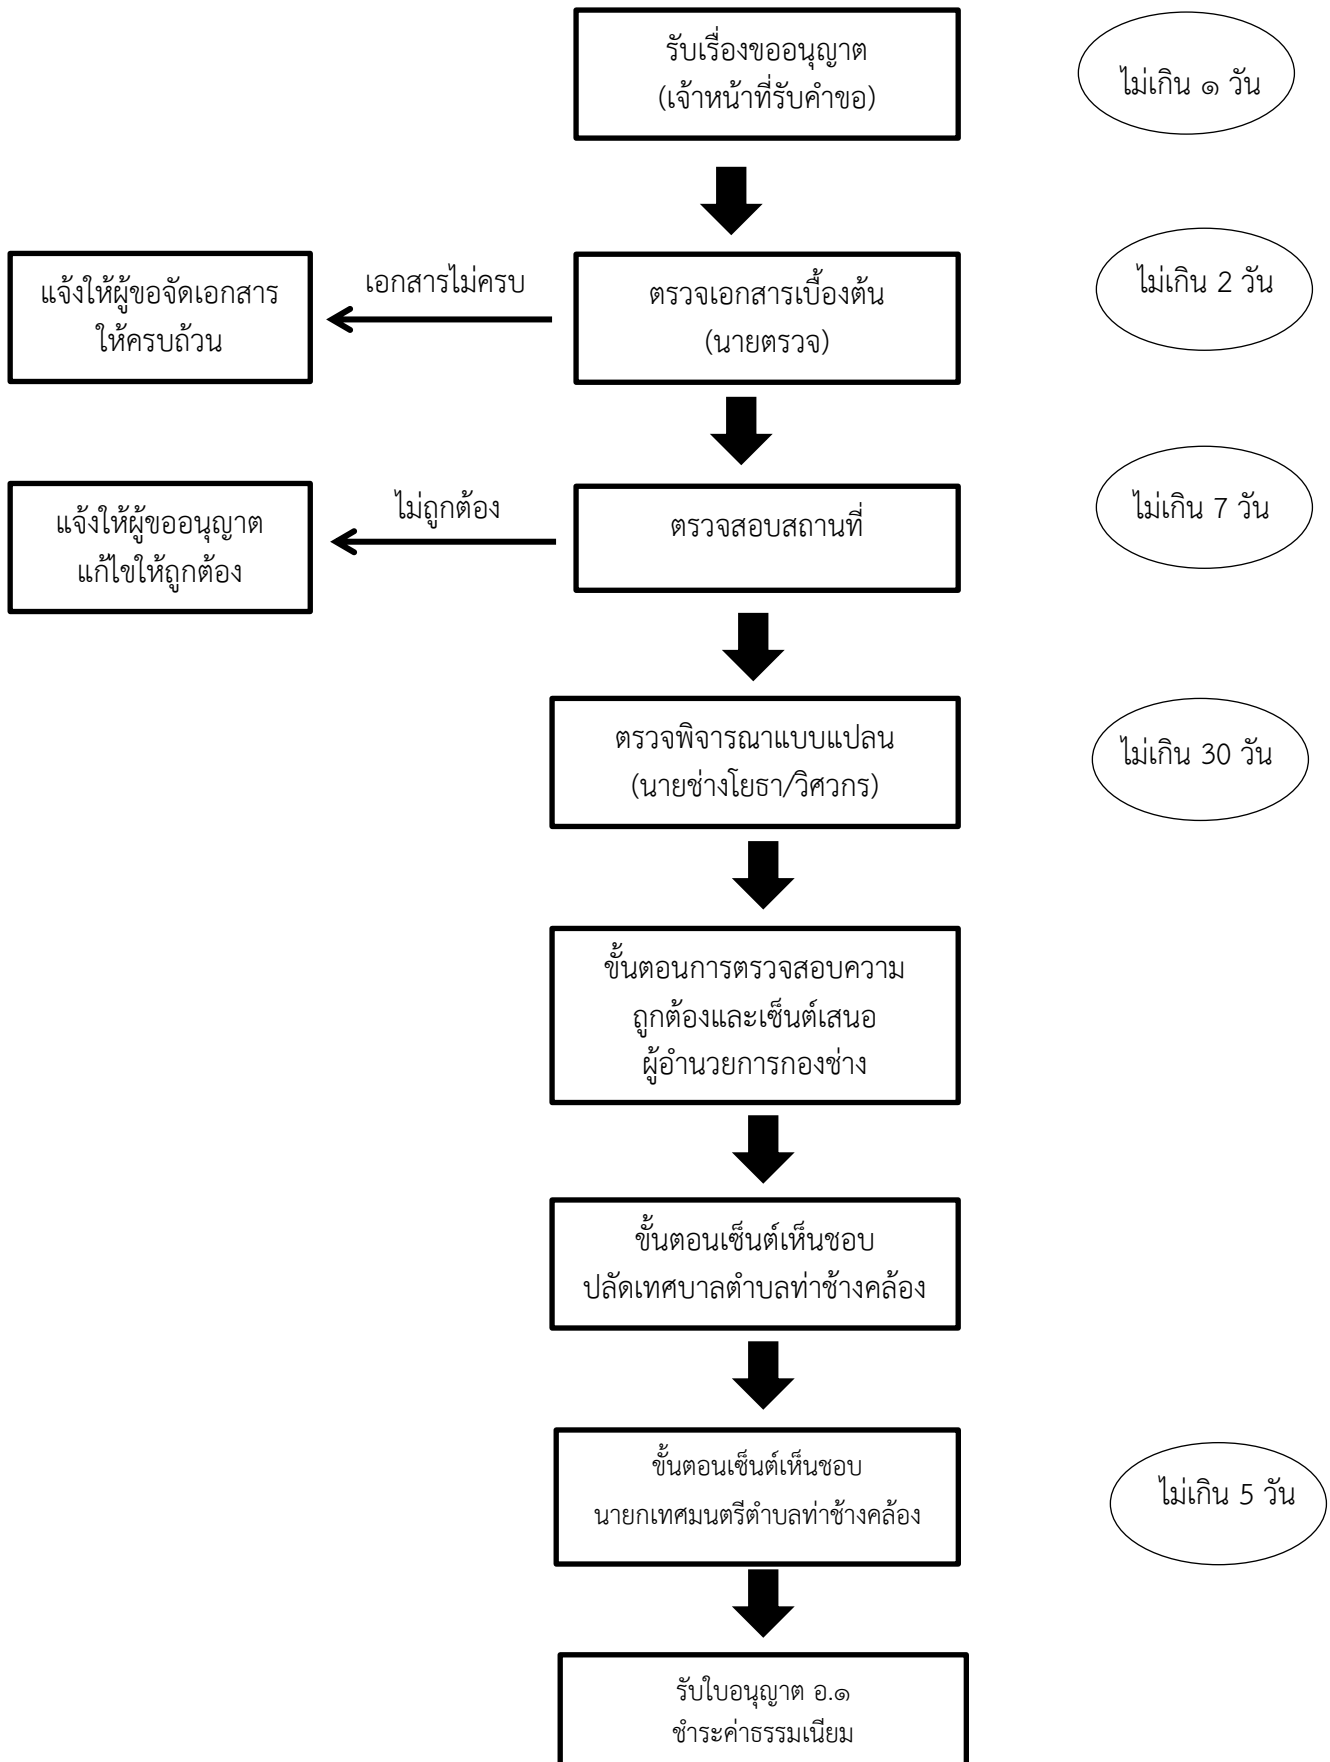 รับเรื่องขออนุญาต
(เจ้าหน้าที่รับคำขอ)
ไม่เกิน ๑ วัน
แจ้งให้ผู้ขอจัดเอกสาร
ให้ครบถ้วน
เอกสารไม่ครบ
ตรวจเอกสารเบื้องต้น
(นายตรวจ)
ไม่เกิน 2 วัน
แจ้งให้ผู้ขออนุญาต
แก้ไขให้ถูกต้อง
ไม่ถูกต้อง
ตรวจสอบสถานที่
ไม่เกิน 7 วัน
ตรวจพิจารณาแบบแปลน
(นายช่างโยธา/วิศวกร)
ไม่เกิน 30 วัน
ขั้นตอนการตรวจสอบความ
ถูกต้องและเซ็นต์เสนอ
ผู้อำนวยการกองช่าง
ขั้นตอนเซ็นต์เห็นชอบ
ปลัดเทศบาลตำบลท่าช้างคล้อง
ขั้นตอนเซ็นต์เห็นชอบ
นายกเทศมนตรีตำบลท่าช้างคล้อง
ไม่เกิน 5 วัน
รับใบอนุญาต อ.๑
ชำระค่าธรรมเนียม